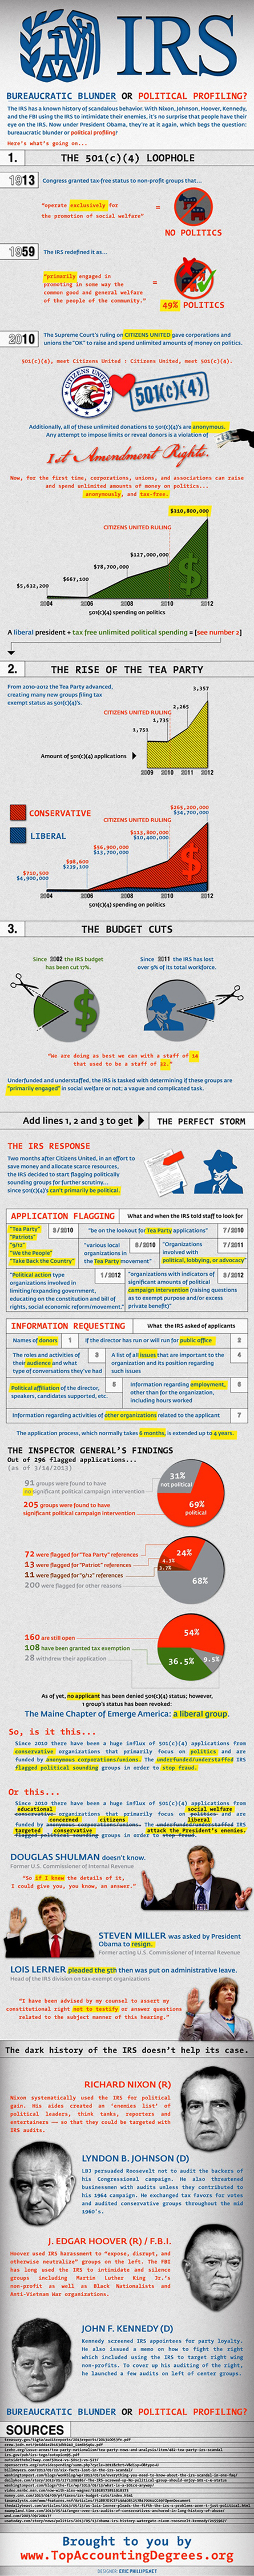 IRS
BUREAUCRATIC BLUNDER OR POLITICAL PROFILING?
The IRS has a known history of scandalous behavior. With Nixon, Johnson, Hoover, Kennedy,
and the FBI using the IRS to intimidate their enemies, it's no surprise that people have their
eye on the IRS. Now under President Obama, they're at it again, which begs the question:
bureaucratic blunder or political profiling?
Here's what's going on...
1. THE 501(c)(4) LOOPHOLE
1913 Congress granted tax-free status to non-profit groups that...
"operate exclusively for
the promotion of social welfare"
=
NO POLITICS
1959 The IRS redefined it as...
"primarily engaged in
promoting in some way the
common good and general welfare
of the people of the community."
=
49% POLITICS
2010 The Supreme Court's ruling on CITIZENS UNITED gave corporations and
unions the "OK" to raise and spend unlimited amounts of money on politics.
501(c)(4), meet Citizens United : Citizens United, meet 501(c)(4).
CITIZENS UNITED
501(C)(4)
Additionally, all of these unlimited donations to 501(c)(4)'s are anonymous.
Any attempt to impose limits or reveal donors is a violation of
1st Amendment Rights.
Now, for the first time, corporations, unions, and associations can raise
and spend unlimited amounts of money on politics...
anonymously, and tax-free.
$310,800,000
CITIZENS UNITED RULING
$127,000,000
$78,700,000
$667,100
$5,632,200
2004 2006 2008 2010 2012
501(c)(4) spending on politics
A liberal president + tax free unlimited political spending = [see number 2]
2. THE RISE OF THE TEA PARTY
From 2010-2012 the Tea Party advanced,
creating many new groups filing tax
exempt status as 501(c)(4)'s.
3,357
2,265
CITIZENS UNITED RULING
1,735
1,751
Amount of 501(c)(4) applications
2009 2010 2011 2012
CONSERVATIVE
LIBERAL
$265,200,000
$34,700,000
CITIZENS UNITED RULING
$112,800,000
$10,400,000
$56,900,000
$13,700,000
$98,600
$239,100
$710,500
$4,900,000
2004 2006 2008 2010 2012
501(c)(4) spending on politics
3. THE BUDGET CUTS
Since 2002 the IRS budget
has been cut 17%.
Since 2011 the IRS has lost
over 9% of its total workforce.
"We are doing as best we can with a staff of 14
that used to be a staff of 12."
Underfunded and understaffed, the IRS is tasked with determining if these groups are
"primarily engaged" in social welfare or not; a vague and complicated task.
Add lines 1, 2 and 3 to get THE PERFECT STORM
THE IRS RESPONSE
Two months after Citizens United, in an effort to
save money and allocate scarce resources,
the IRS decided to start flagging politically
sounding groups for further scrutiny...
since 501(c)(4)'s can't primarily be political.
APPLICATION FLAGGING What and when the IRS told staff to look for
"Tea Party"
"Patriots"
"9/12"
"We the People"
"Take Back the Country"
3/2010
"be on the lookout for Tea Party applications" 7/2010
"various local
organizations in
the Tea Party movement"
8/2010
"Organizations
involved with
political, lobbying, or advocacy"
7/2011
"Political action type
organizations involved in
limiting/expanding government,
educating on the constitution and bill of
rights, social economic reform/movement."
1/2012
"organizations with indicators of
significant amounts of political
campaign intervention (raising questions
as to exempt purpose and/or excess
private benefit)"
5/2012
INFORMATION REQUESTING What the IRS asked of applicants
Names of donors 1
If the director has run or will run for public office 2
The roles and activities of
their audience and what
type of conversations they've had
3
A list of all issues that are important to the
organization and its position regarding
such issues
4
Political affiliation of the director,
speakers, candidates supported, etc.
5
Information regarding employment,
other than for the organization,
including hours worked
6
Information regarding activities of other organizations related to the applicant 7
The application process, which normally takes 6 months, is extended up to 4 years.
THE INSPECTOR GENERAL'S FINDINGS
Out of 296 flagged applications...
(as of 5/14/2013)
91 groups were found to have
no significant political campaign intervention
205 groups were found to have
significant political campaign intervention
31%
not political
69%
political
72 were flagged for "Tea Party" references
13 were flagged for "Patriot" references
11 were flagged for "9/12" references
200 were flagged for other reasons
24%
4.3%
3.7%
68%
160 are still open
108 have been granted tax exemption
28 withdrew their application
54%
36.5%
9.5%
As of yet, no applicant has been denied 501(c)(4) status; however,
1 group's status has been revoked:
The Maine Chapter of Emerge America: a liberal group.
So, is it this...
Since 2010 there have been a huge influx of 501(c)(4) applications from
conservative organizations that primarily focus on politics and are
funded by anonymous corporations/unions. The underfunded/understaffed IRS
flagged political sounding groups in order to stop fraud.
Or this...
Since 2010 there have been a huge influx of 501(c)(4) applications from
educational social welfare
conservative organizations that primarily focus on politics and are
concerned citizens liberal
funded by anonymous corporations/unions. The underfunded/understaffed IRS
targeted conservative attack the President's enemies.
flagged political sounding groups in order to stop fraud.
DOUGLAS SHULMAN doesn't know.
Former U.S. Commissioner of Internal Revenue
"So if I knew the details of it,
I could give you, you know, an answer."
STEVEN MILLER was asked by President
Obama to resign.
Former acting U.S. Commissioner of Internal Revenue
LOIS LERNER pleaded the 5th then was put on administrative leave.
Head of the IRS division on tax-exempt organizations
"I have been advised by my counsel to assert my
constitutional right not to testify or answer questions
related to the subject matter of this hearing."
The dark history of the IRS doesn't help its case.
RICHARD NIXON (R)
Nixon systematically used the IRS for political
gain. His aides created an 'enemies list' of
political leaders, think tanks, reporters and
entertainers — so that they could be targeted with
IRS audits.
LYNDON B. JOHNSON (D)
LBJ persuaded Roosevelt not to audit the backers of
his Congressional campaign. He also threatened
businessmen with audits unless they contributed to
his 1964 campaign. He exchanged tax favors for votes
and audited conservative groups throughout the mid
1960's.
J. EDGAR HOOVER (R) / F.B.I.
Hoover used IRS harassment to "expose, disrupt, and
otherwise neutralize" groups on the left. The FBI
has long used the IRS to intimidate and silence
groups including Martin Luther King Jr.'s
non-profit as well as Black Nationalists and
Anti-Vietnam War organizations.
JOHN F. KENNEDY (D)
Kennedy screened IRS appointees for party loyalty.
He also issued a memo on how to fight the right
which included using the IRS to target right wing
non-profits. To cover up his auditing of the right,
he launched a few audits on left of center groups.
BUREAUCRATIC BLUNDER OR POLITICAL PROFILING?
SOURCES
Brought to you by
www.TopAccountingDegrees.org
DESIGNER: ERICPHILLIPS.NET